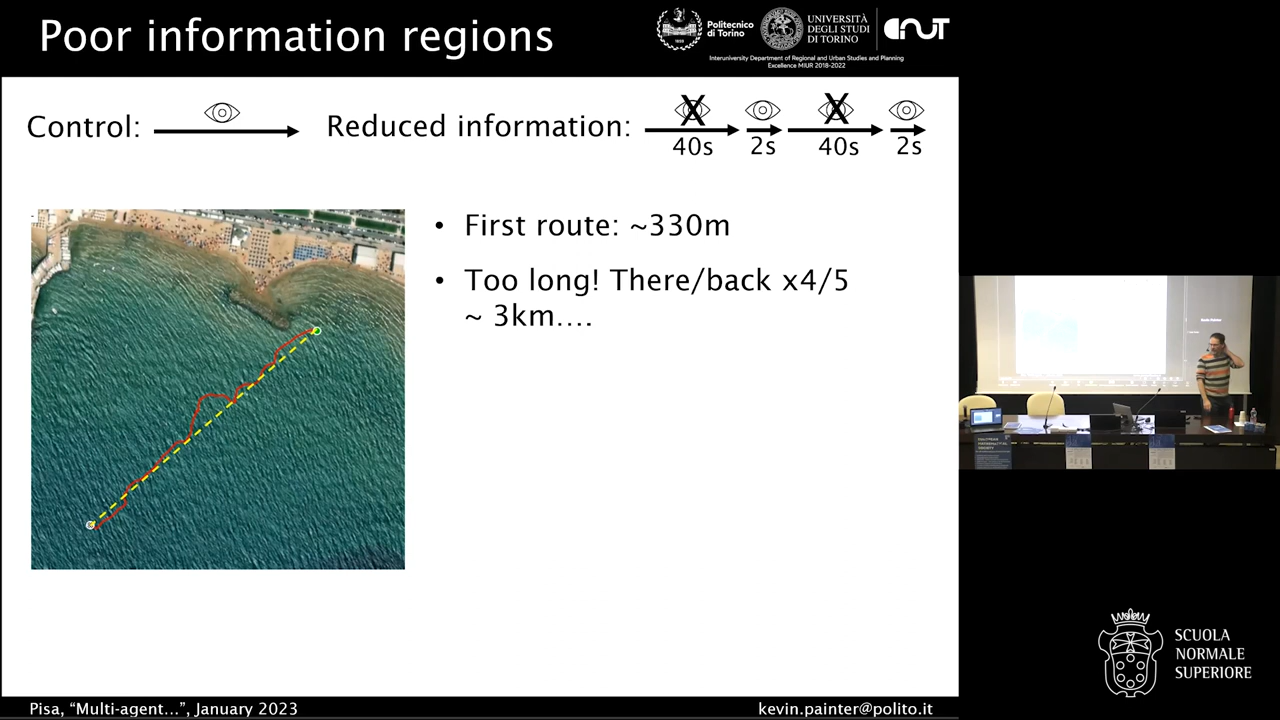 Poor information regions
Politecnico
di Torino
1859
UNIVERSITÀ
DEGLI STUDI
DI TORINO
Interuniversity Department of Regional and Urban Studies and Planning
Excellence MIUR 2018-2022
Control:
Reduced information:
40s
2s
40s
2s
• First route: ~330m
• Too long! There/back x4/5
~ 3km....
SCUOLA
NORMALE
SUPERIORE
Pisa, “Multi-agent...”, January 2023
kevin.painter@polito.it